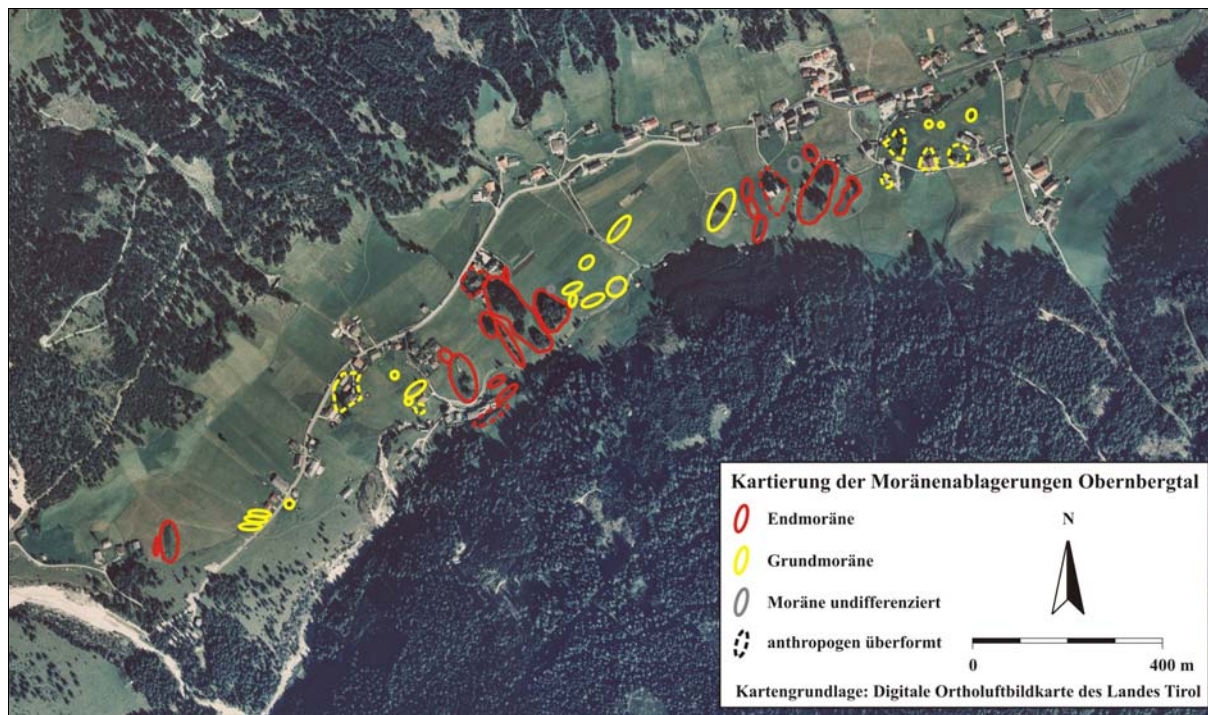 Kartierung der Moränenablagerungen Obernbergtal
Endmoräne
N
Grundmoräne
Moräne undifferenziert
anthropogen überformt
0 400 m
Kartengrundlage: Digitale Ortholuftbildkarte des Landes Tirol